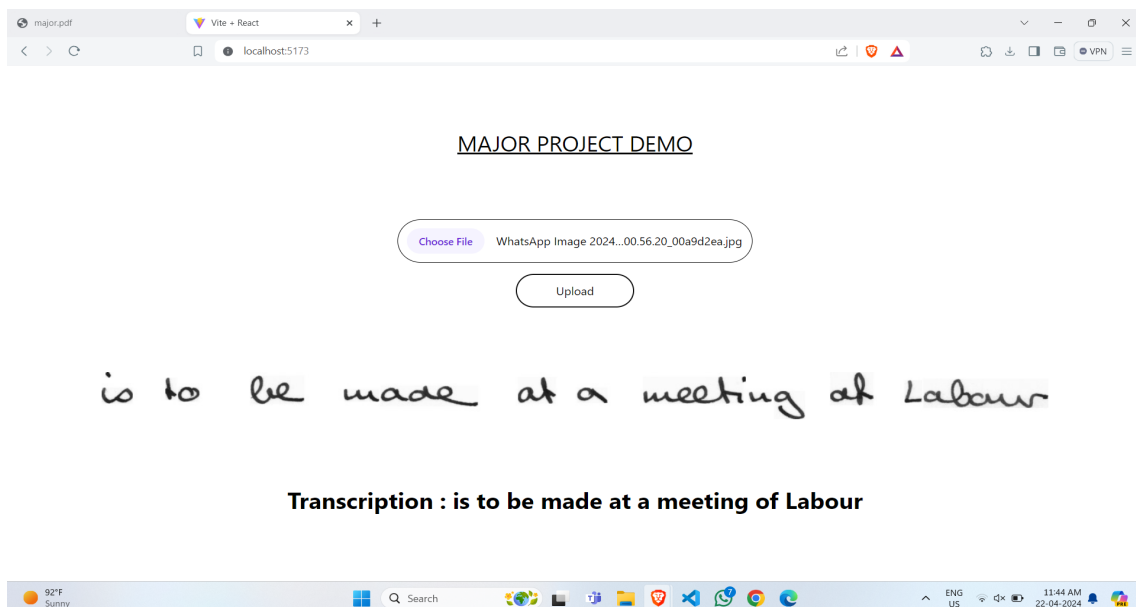 major.pdf
Vite + React
localhost:5173
VPN
MAJOR PROJECT DEMO
Choose File WhatsApp Image 2024...00.56.20_00a9d2ea.jpg
Upload
is to be made at a meeting of Labour
Transcription : is to be made at a meeting of Labour
92°F
Sunny
Search
ENG
US
11:44 AM
22-04-2024